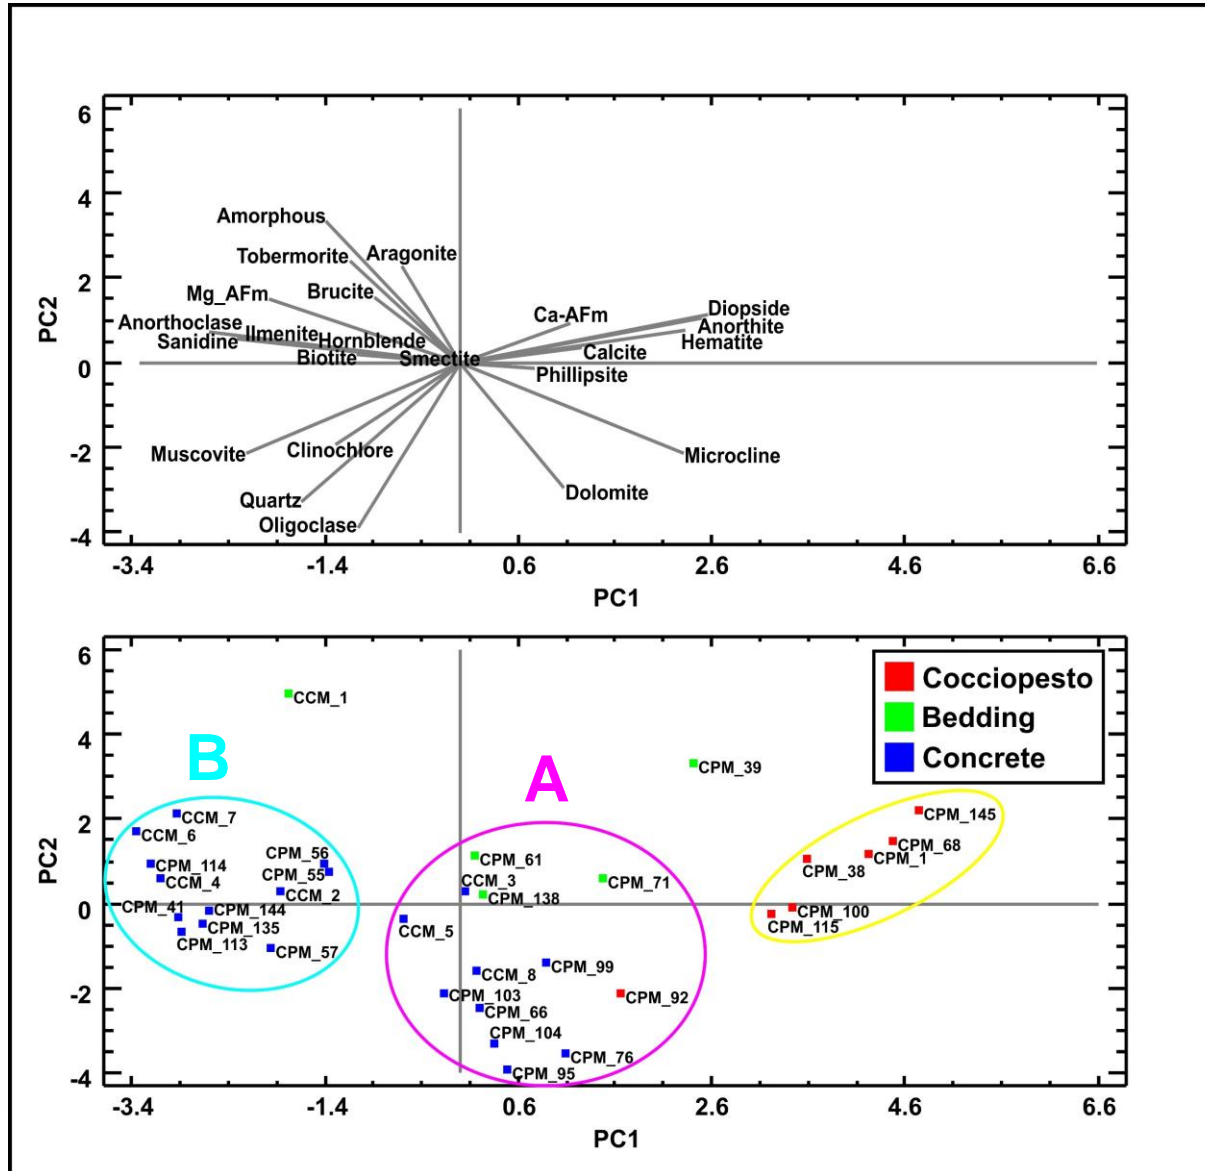 6
4
2
0
-2
-4
PC2
Amorphous
Tobermorite
Aragonite
Mg_AFm
Brucite
Anorthoclase
Ilmenite
Hornblende
Sanidine
Biotite
Smectite
Ca-AFm
Diopside
Anorthite
Hematite
Calcite
Phillipsite
Muscovite
Clinochlore
Microcline
Quartz
Dolomite
Oligoclase
-3.4 -1.4 0.6 2.6 4.6 6.6
PC1
6
4
2
0
-2
-4
PC2
Cocciopesto
Bedding
Concrete
B
A
CCM_1
CPM_39
CCM_7
CCM_6
CPM_114
CCM_4
CPM_56
CPM_55
CCM_2
CPM_41
CPM_144
CPM_135
CPM_113
CPM_57
CPM_61
CCM_3
CPM_138
CPM_71
CCM_5
CCM_8
CPM_99
CPM_103
CPM_66
CPM_92
CPM_104
CPM_76
CPM_95
CPM_145
CPM_68
CPM_1
CPM_38
CPM_100
CPM_115
-3.4 -1.4 0.6 2.6 4.6 6.6
PC1